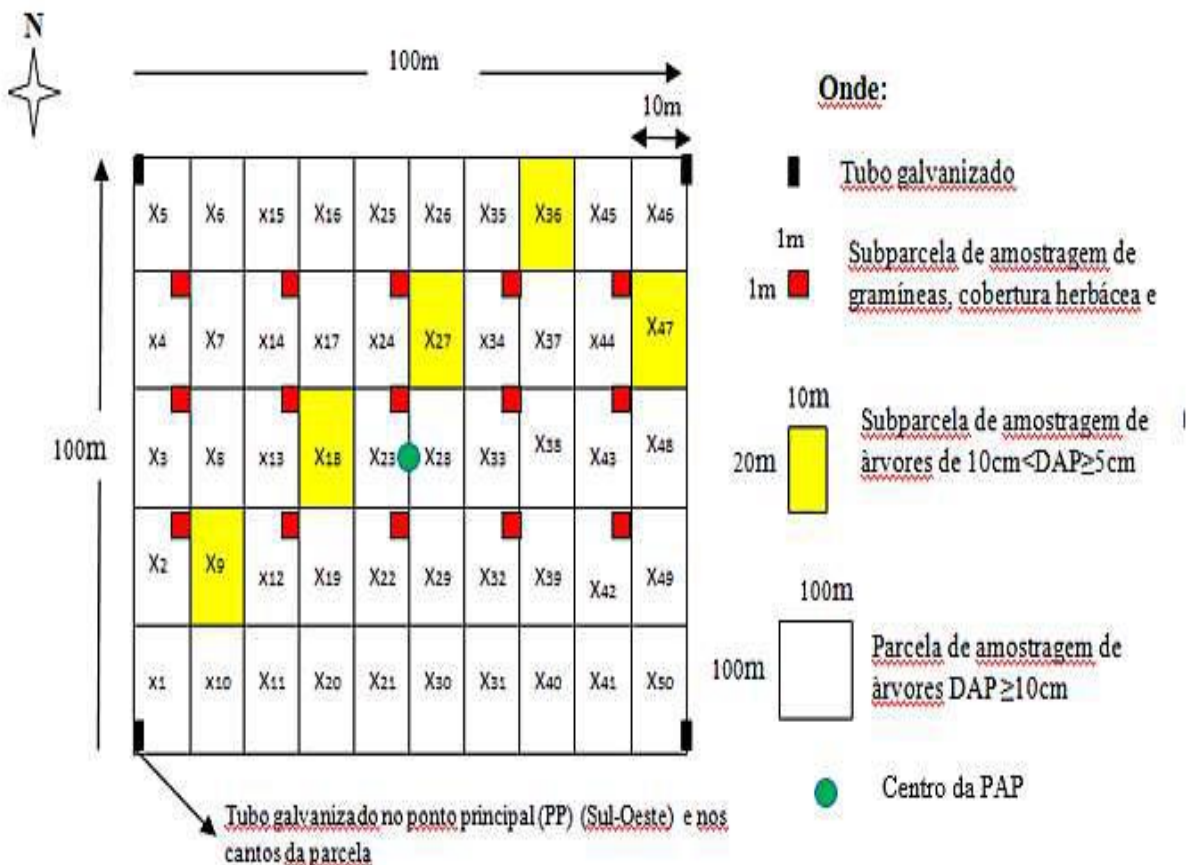 N
100m
10m
100m
X5 X6 x15 X16 X25 X26 X35 X36 X45 X46
X4 X7 x14 x17 X24 X27 X34 X37 X44 X47
X3 X8 x13 X18 X23 X28 X33 X38 X43 X48
X2 X9 x12 X19 X22 X29 X32 X39 X42 X49
x1 x10 X11 X20 X21 X30 X31 X40 X41 X50
Tubo galvanizado no ponto principal (PP) (Sul-Oeste) e nos
cantos da parcela
Onde:
Tubo galvanizado
1m
1m
Subparcela de amostragem de
gramíneas, cobertura herbácea e
10m
20m
Subparcela de amostragem de
àrvores de 10cm<DAP≥5cm
100m
100m
Parcela de amostragem de
àrvores DAP ≥10cm
Centro da PAP